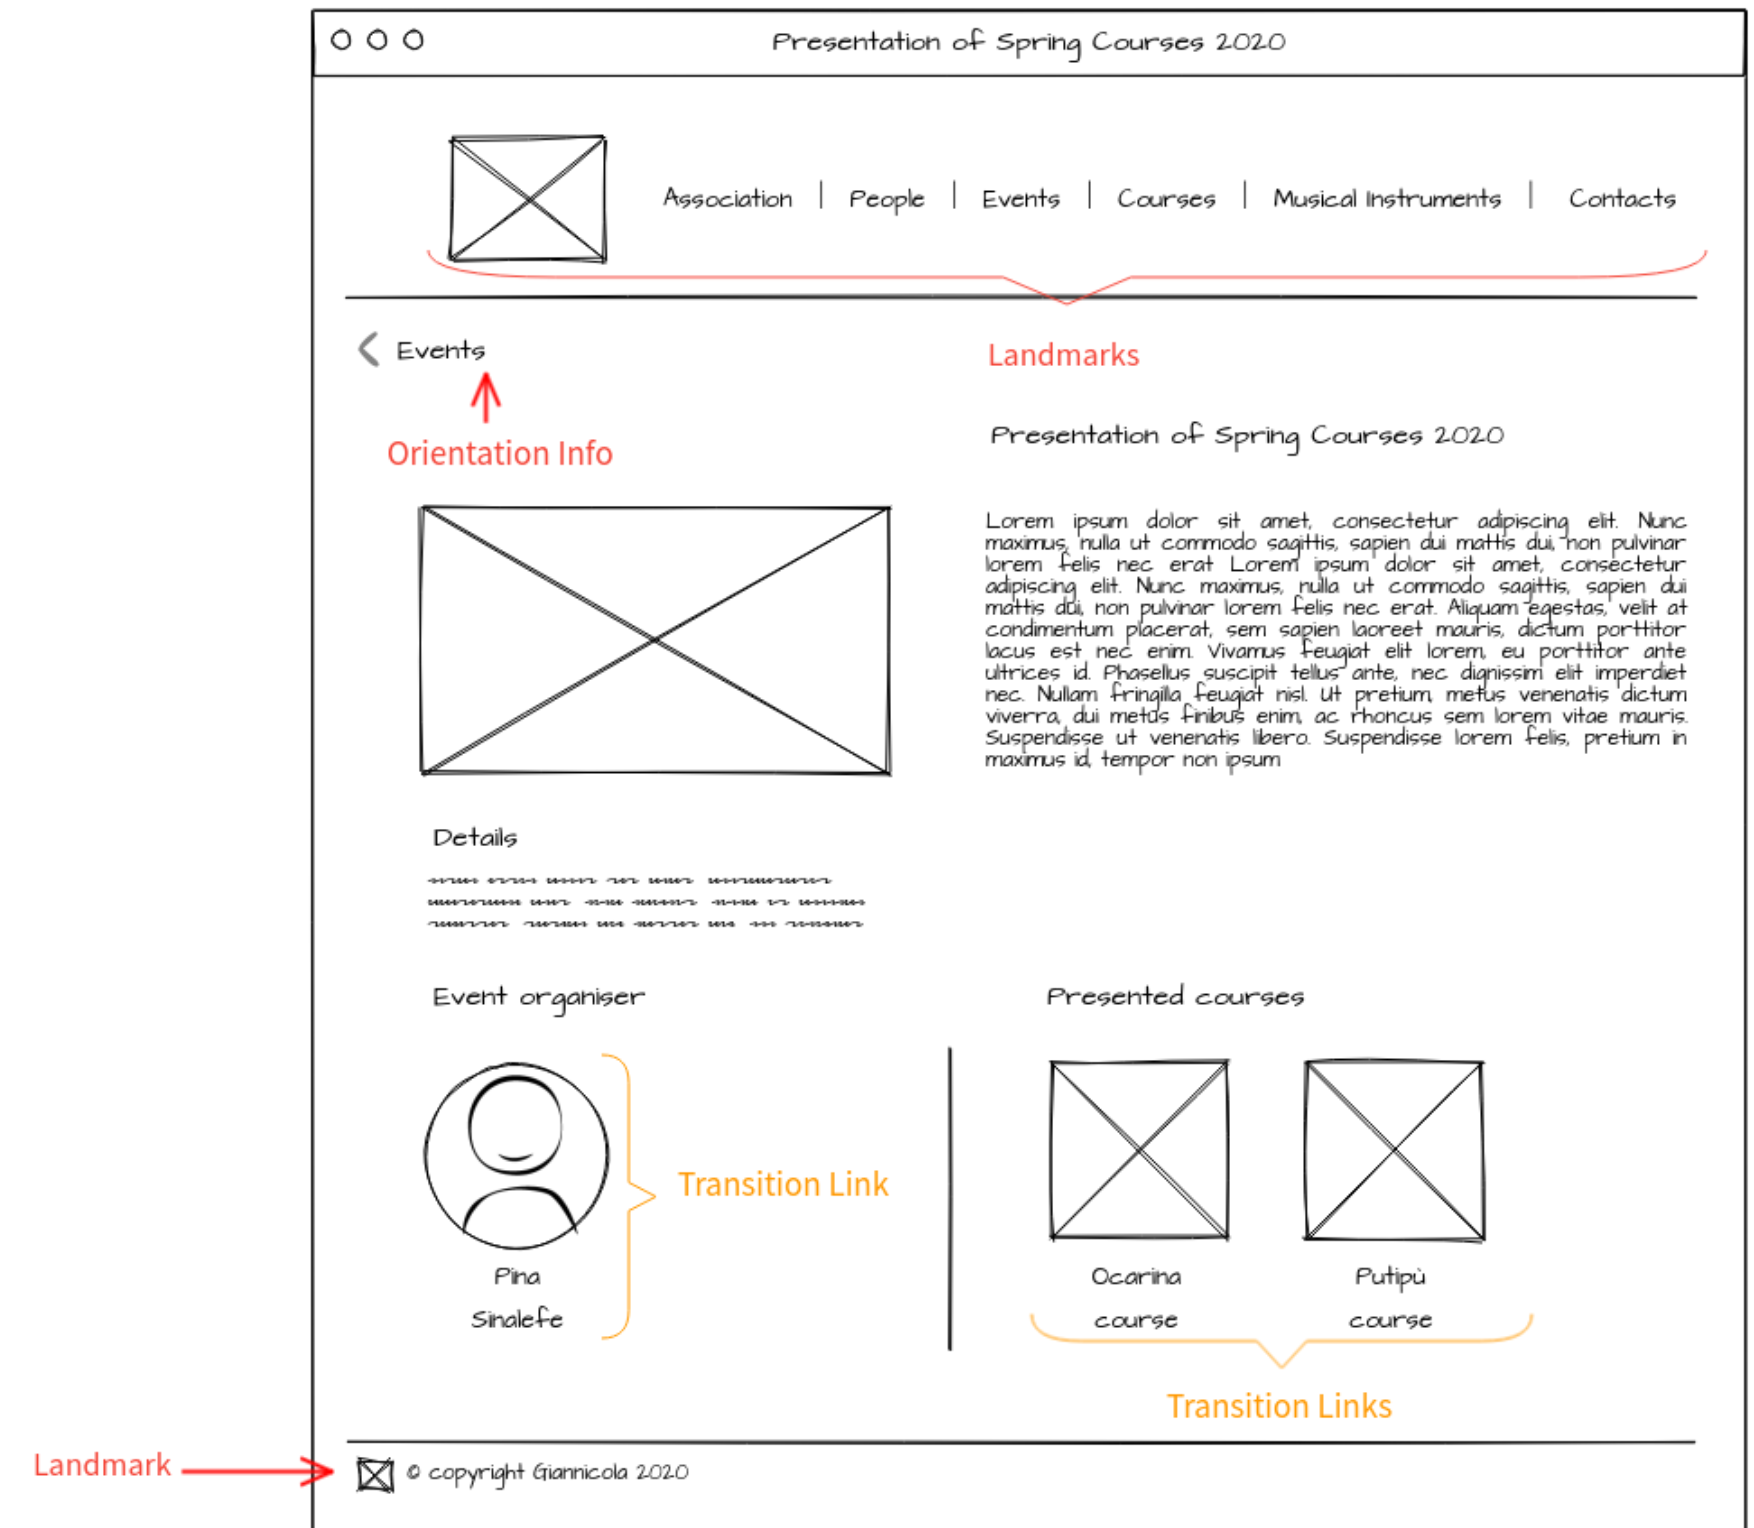 Presentation of Spring Courses 2020
Association | People | Events | Courses | Musical Instruments | Contacts
Events
Landmarks
Orientation Info
Presentation of Spring Courses 2020
Lorem ipsum dolor sit amet, consectetur adipiscing elit. Nunc
maximus, nulla ut commodo sagittis, sapien dui mattis dui, non pulvinar
lorem felis nec erat Lorem ipsum dolor sit amet, consectetur
adipiscing elit. Nunc maximus, nulla ut commodo sagittis, sapien dui
mattis dui, non pulvinar lorem felis nec erat. Aliquam egestas, velit at
condimentum placerat, sem sapien laoreet mauris, dictum porttitor
lacus est nec enim. Vivamus feugiat elit lorem, eu porttitor ante
ultrices id. Phasellus suscipit tellus ante, nec dignissim elit imperdiet
nec. Nullam fringilla feugiat nisl. Ut pretium, metus venenatis dictum
viverra, dui metus finibus enim, ac rhoncus sem lorem vitae mauris.
Suspendisse ut venenatis libero. Suspendisse lorem felis, pretium in
maximus id, tempor non ipsum
Details
Event organiser
Pina
Sinalefe
Transition Link
Presented courses
Ocarina
course
Putipù
course
Transition Links
Landmark
© copyright Giannicola 2020